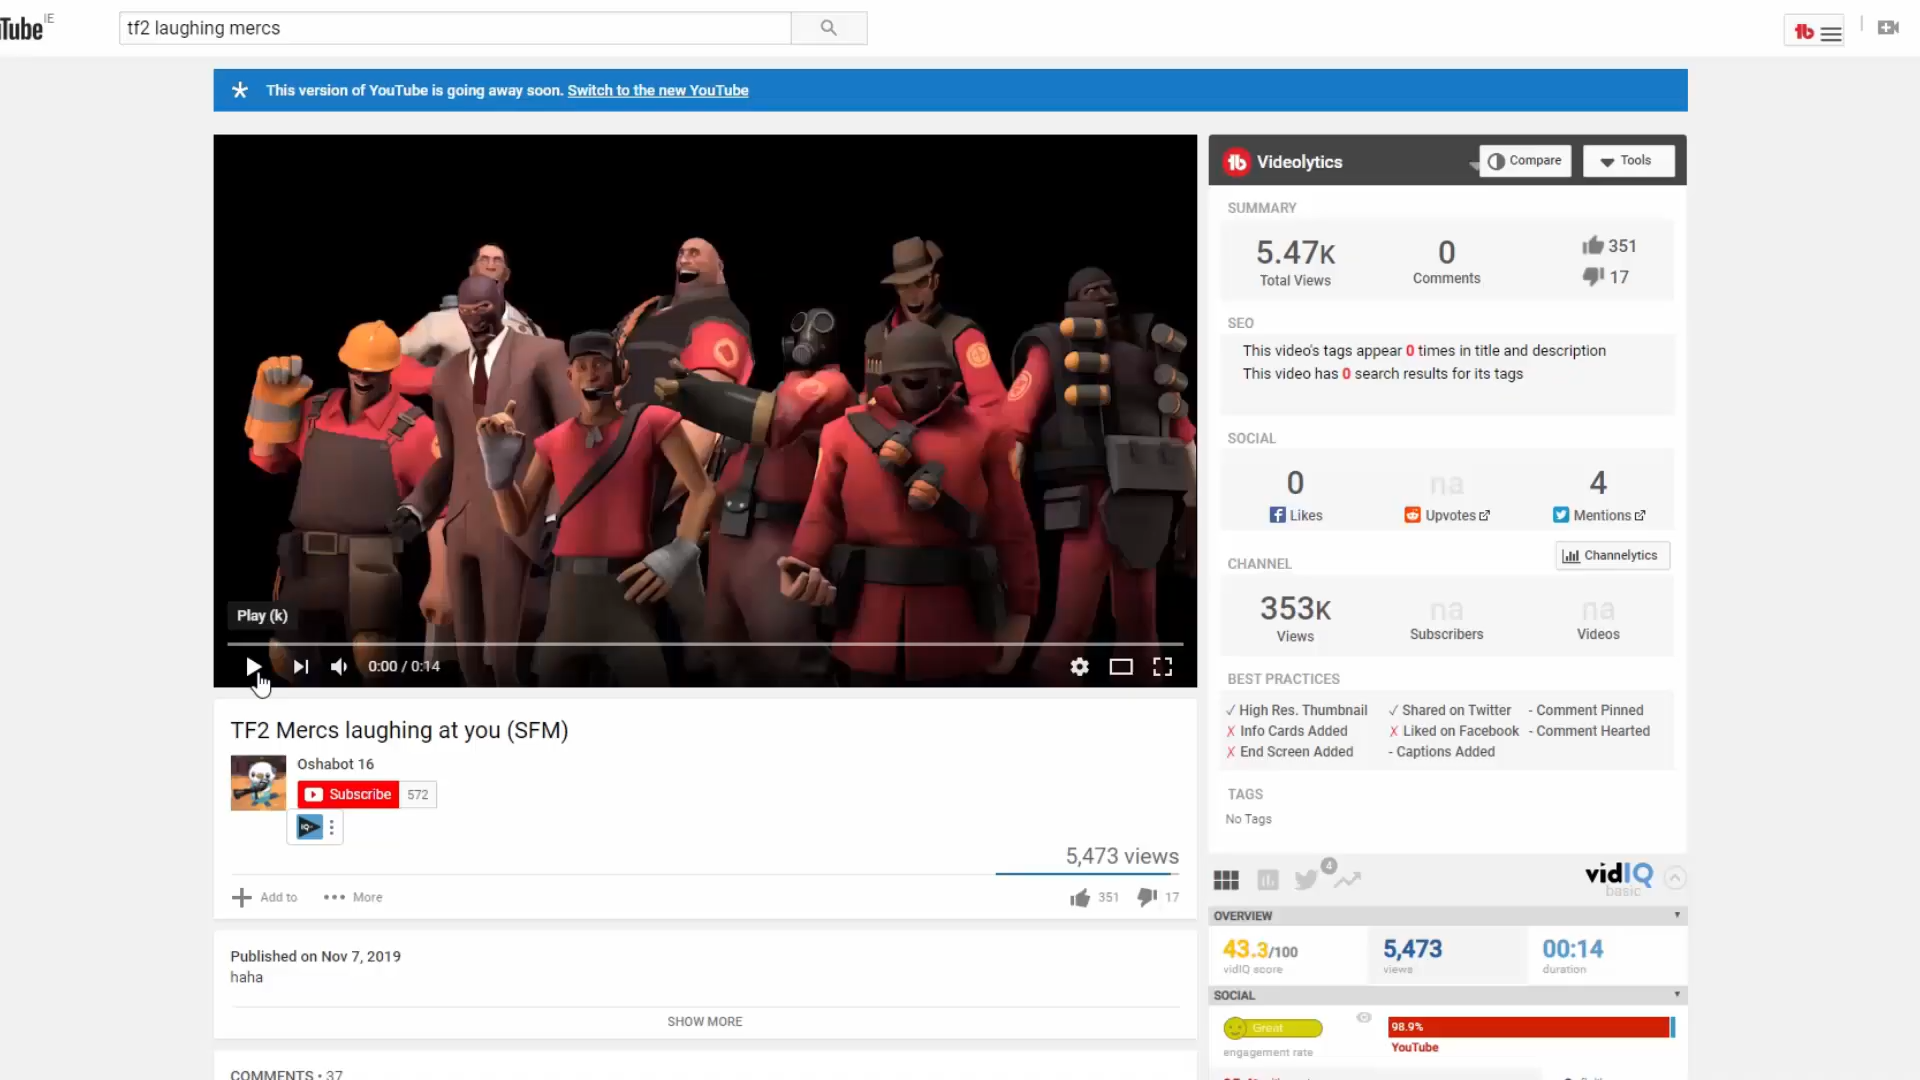 Tube IE
tf2 laughing mercs
This version of YouTube is going away soon. Switch to the new YouTube
Play (k)
0:00 / 0:14
TF2 Mercs laughing at you (SFM)
Oshabot 16
Subscribe 572
5,473 views
Add to More
351 17
Published on Nov 7, 2019
haha
SHOW MORE
COMMENTS • 37
Videolytics
Compare
Tools
SUMMARY
5.47K
Total Views
0
Comments
351
17
SEO
This video's tags appear 0 times in title and description
This video has 0 search results for its tags
SOCIAL
0
Likes
na
Upvotes
4
Mentions
CHANNEL
Channelytics
353K
Views
na
Subscribers
na
Videos
BEST PRACTICES
✓ High Res. Thumbnail ✓ Shared on Twitter - Comment Pinned
X Info Cards Added X Liked on Facebook - Comment Hearted
X End Screen Added - Captions Added
TAGS
No Tags
4
vidIQ
basic
OVERVIEW
43.3/100
vidIQ score
5,473
views
00:14
duration
SOCIAL
Great
engagement rate
98.9%
YouTube